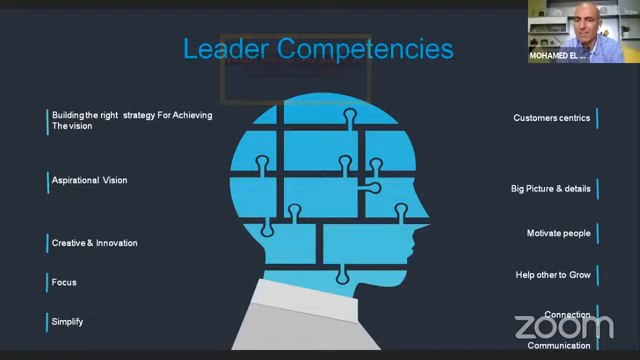 Leader Competencies
MOHAMED EL ...
Building the right strategy For Achieving
The vision
Aspirational Vision
Creative & Innovation
Focus
Simplify
Customers centrics
Big Picture & details
Motivate people
Help other to Grow
Connection
Communication
zoom